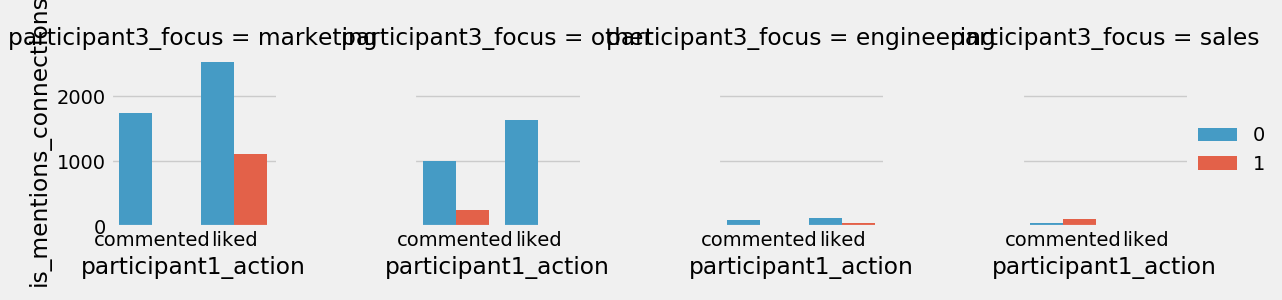 participant3_focus = marketing
participant3_focus = other
participant3_focus = engineering
participant3_focus = sales
is_mentions_connections
2000
1000
0
commented liked
commented liked
commented liked
commented liked
participant1_action
participant1_action
participant1_action
participant1_action
0
1